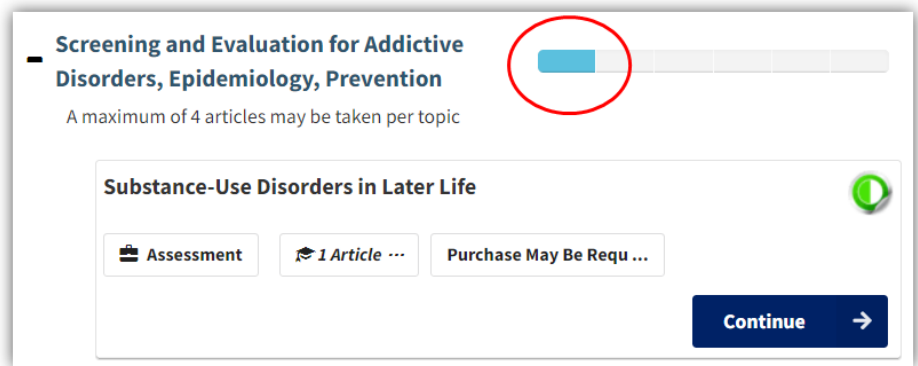 Screening and Evaluation for Addictive
Disorders, Epidemiology, Prevention
A maximum of 4 articles may be taken per topic
Substance-Use Disorders in Later Life
Assessment
1 Article ...
Purchase May Be Requ ...
Continue